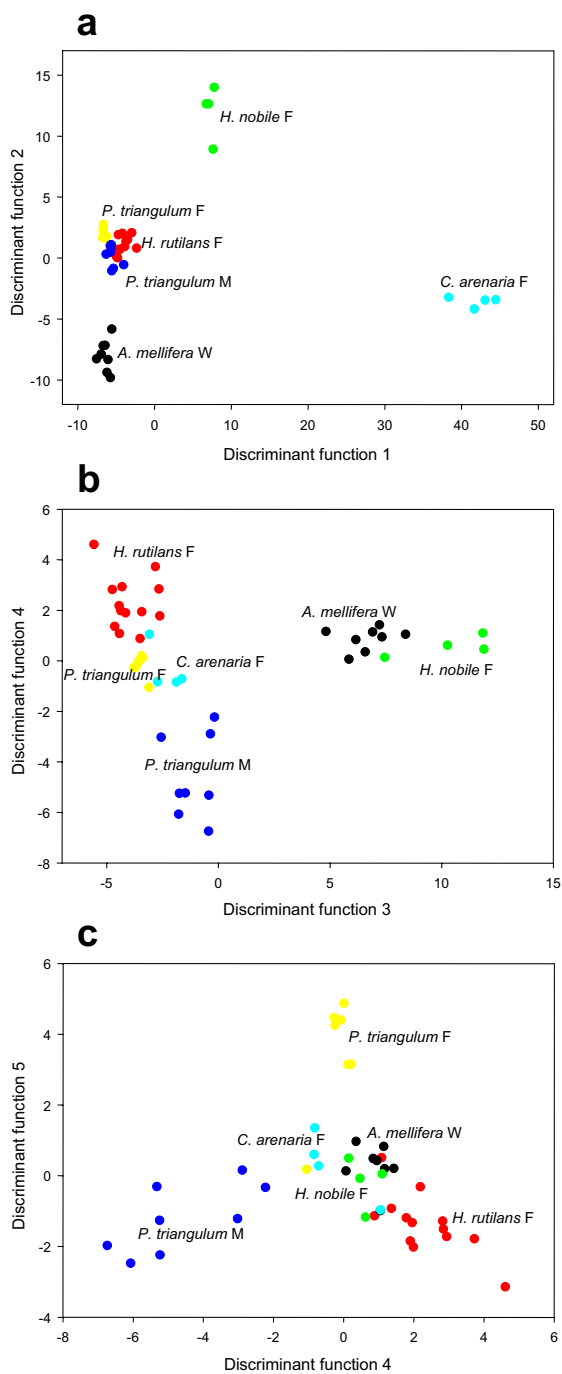 a
15
10
5
0
-5
-10
Discriminant function 2
H. nobile F
P. triangulum F
H. rutilans F
P. triangulum M
C. arenaria F
A. mellifera W
-10 0 10 20 30 40 50
Discriminant function 1
b
6
4
2
0
-2
-4
-6
-8
Discriminant function 4
H. rutilans F
A. mellifera W
C. arenaria F
P. triangulum F
H. nobile F
P. triangulum M
-5 0 5 10 15
Discriminant function 3
c
6
4
2
0
-2
-4
Discriminant function 5
P. triangulum F
A. mellifera W
C. arenaria F
H. nobile F
H. rutilans F
P. triangulum M
-8 -6 -4 -2 0 2 4 6
Discriminant function 4